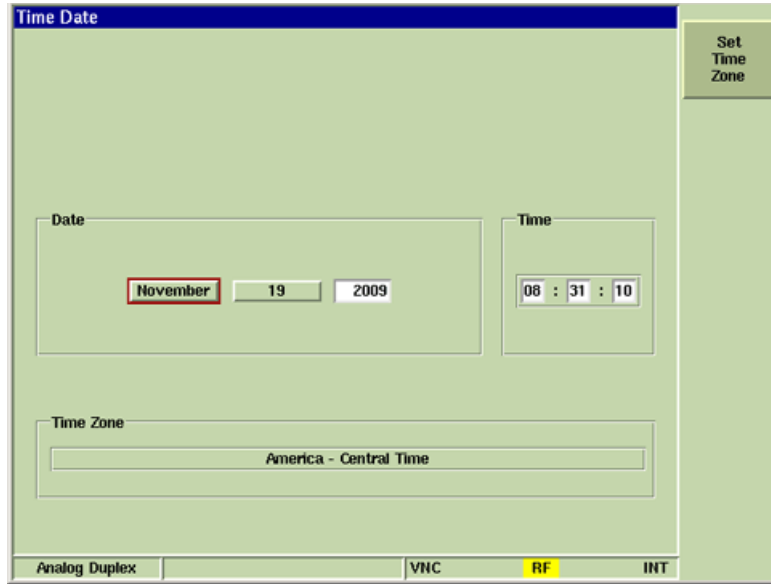 Time Date
Set
Time
Zone
Date
November 19 2009
Time
08 : 31 : 10
Time Zone
America - Central Time
Analog Duplex VNC RF INT